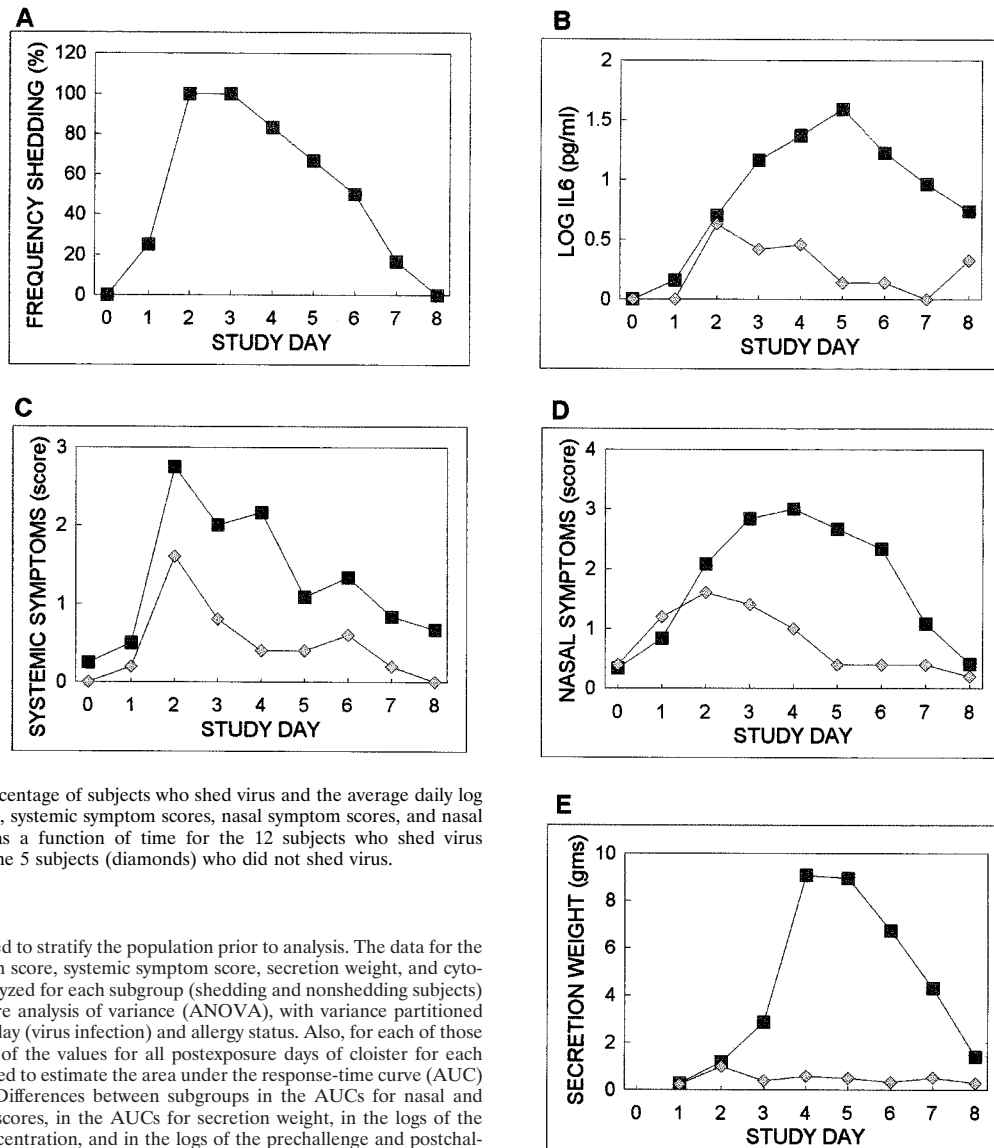 A
FREQUENCY SHEDDING (%)
120
100
80
60
40
20
0
0 1 2 3 4 5 6 7 8
STUDY DAY
B
LOG IL6 (pg/ml)
2
1.5
1
0.5
0
0 1 2 3 4 5 6 7 8
STUDY DAY
C
SYSTEMIC SYMPTOMS (score)
3
2
1
0
0 1 2 3 4 5 6 7 8
STUDY DAY
D
NASAL SYMPTOMS (score)
4
3
2
1
0
0 1 2 3 4 5 6 7 8
STUDY DAY
centage of subjects who shed virus and the average daily log
, systemic symptom scores, nasal symptom scores, and nasal
as a function of time for the 12 subjects who shed virus
ne 5 subjects (diamonds) who did not shed virus.
ed to stratify the population prior to analysis. The data for the
n score, systemic symptom score, secretion weight, and cyto-
lyzed for each subgroup (shedding and nonshedding subjects)
re analysis of variance (ANOVA), with variance partitioned
lay (virus infection) and allergy status. Also, for each of those
of the values for all postexposure days of cloister for each
ed to estimate the area under the response-time curve (AUC)
Differences between subgroups in the AUCs for nasal and
scores, in the AUCs for secretion weight, in the logs of the
centration, and in the logs of the prechallenge and postchal-
E
SECRETION WEIGHT (gms)
10
8
6
4
2
0
0 1 2 3 4 5 6 7 8
STUDY DAY